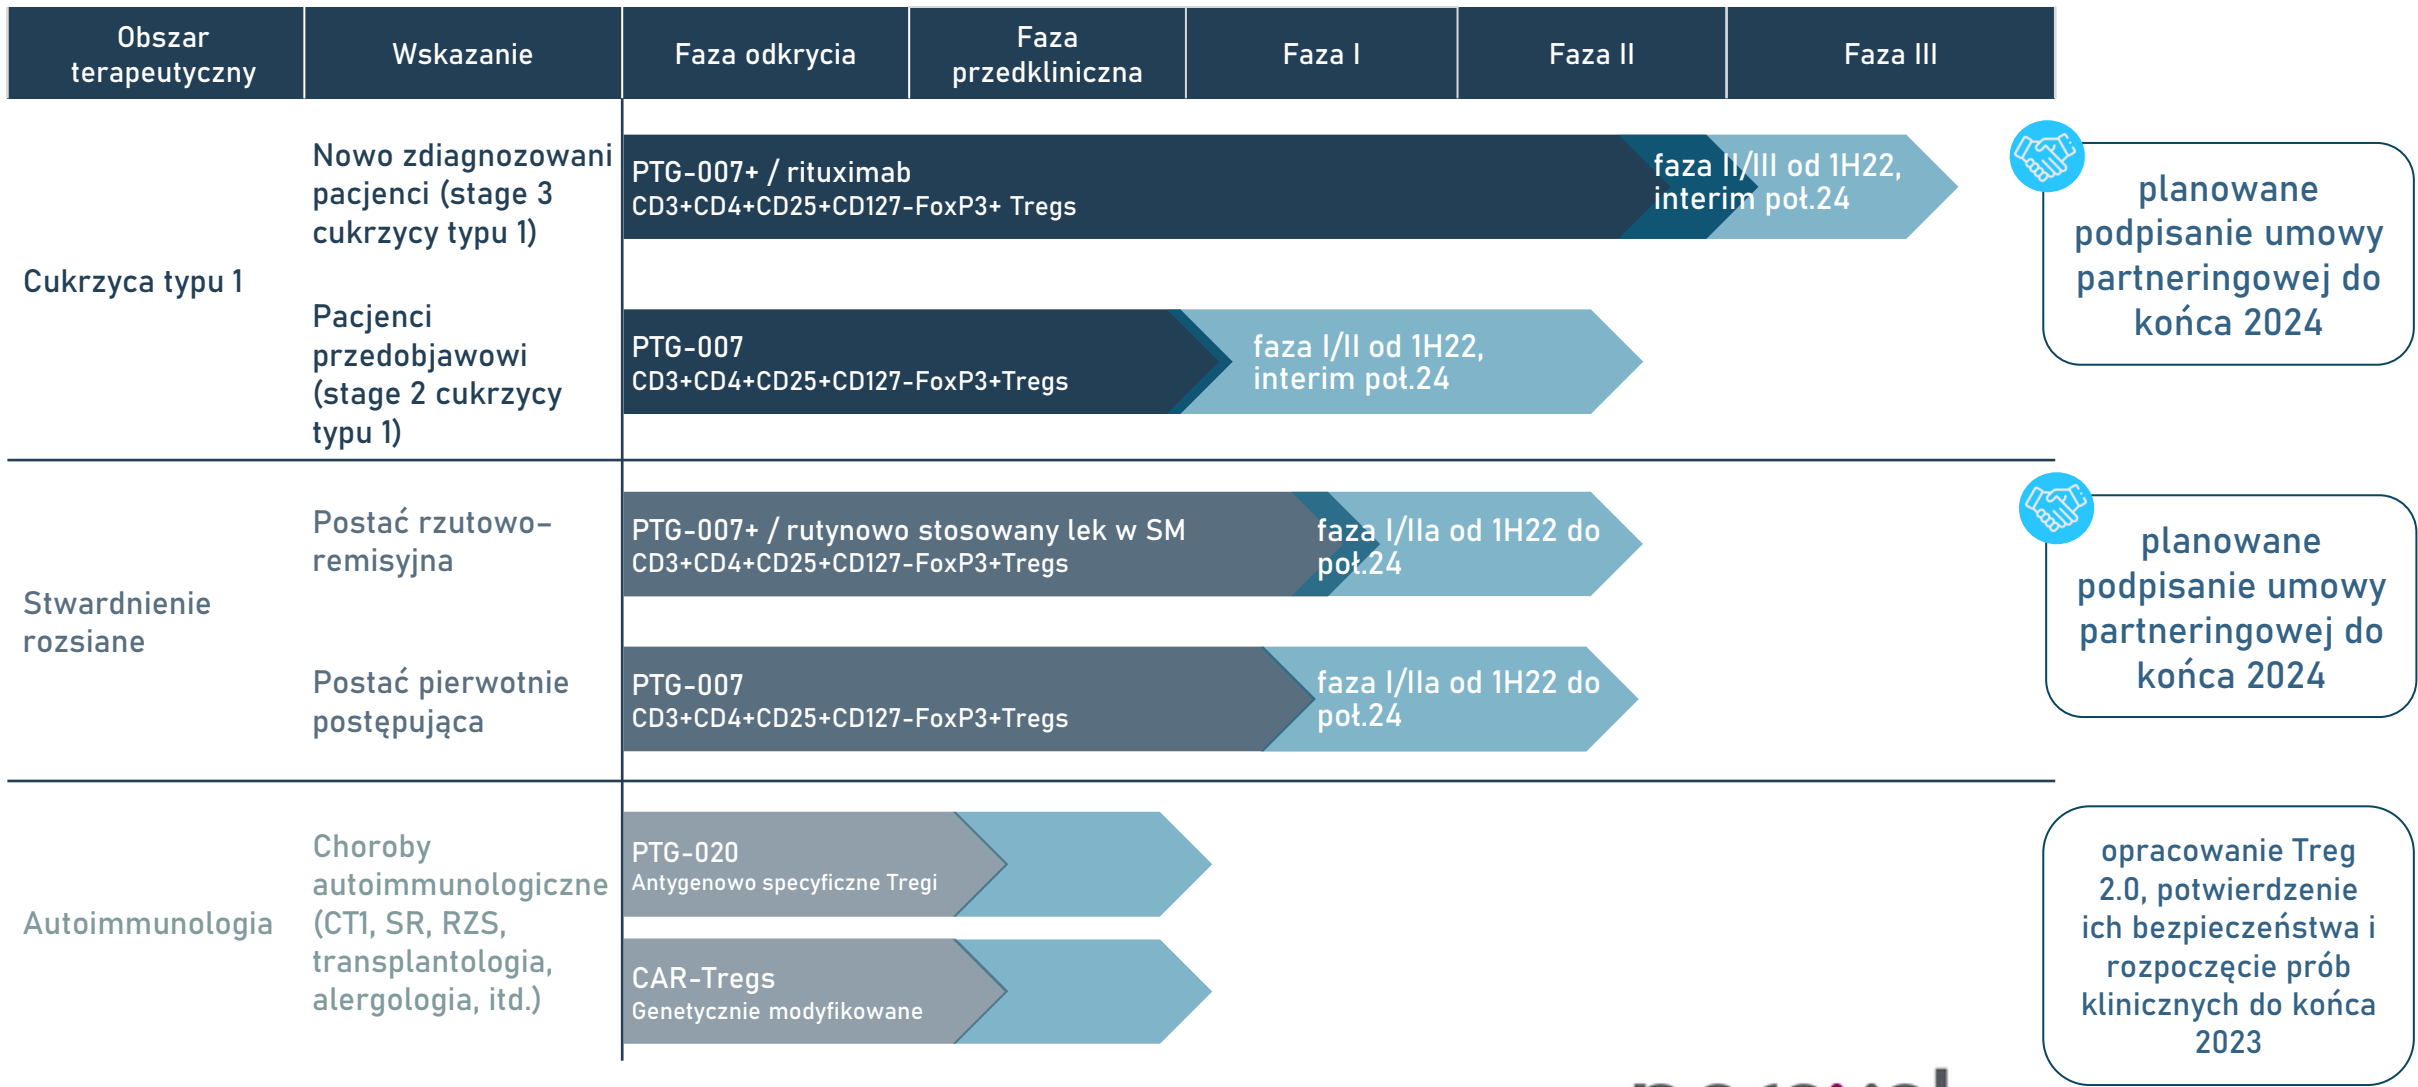 Obszar
terapeutyczny
Wskazanie
Faza odkrycia
Faza
przedkliniczna
Faza I
Faza II
Faza III
Cukrzyca typu 1
Nowo zdiagnozowani
pacjenci (stage 3
cukrzycy typu 1)
PTG-007+ / rituximab
CD3+CD4+CD25+CD127-FoxP3+ Tregs
faza II/III od 1H22,
interim poł.24
planowane
podpisanie umowy
partneringowej do
końca 2024
Pacjenci
przedobjawowi
(stage 2 cukrzycy
typu 1)
PTG-007
CD3+CD4+CD25+CD127-FoxP3+Tregs
faza I/II od 1H22,
interim poł.24
Stwardnienie
rozsiane
Postać rzutowo-
remisyjna
PTG-007+ / rutynowo stosowany lek w SM
CD3+CD4+CD25+CD127-FoxP3+Tregs
faza I/IIa od 1H22 do
poł.24
planowane
podpisanie umowy
partneringowej do
końca 2024
Postać pierwotnie
postępująca
PTG-007
CD3+CD4+CD25+CD127-FoxP3+Tregs
faza I/IIa od 1H22 do
poł.24
Autoimmunologia
Choroby
autoimmunologiczne
(CT1, SR, RZS,
transplantologia,
alergologia, itd.)
PTG-020
Antygenowo specyficzne Tregi
CAR-Tregs
Genetycznie modyfikowane
opracowanie Treg
2.0, potwierdzenie
ich bezpieczeństwa i
rozpoczęcie prób
klinicznych do końca
2023